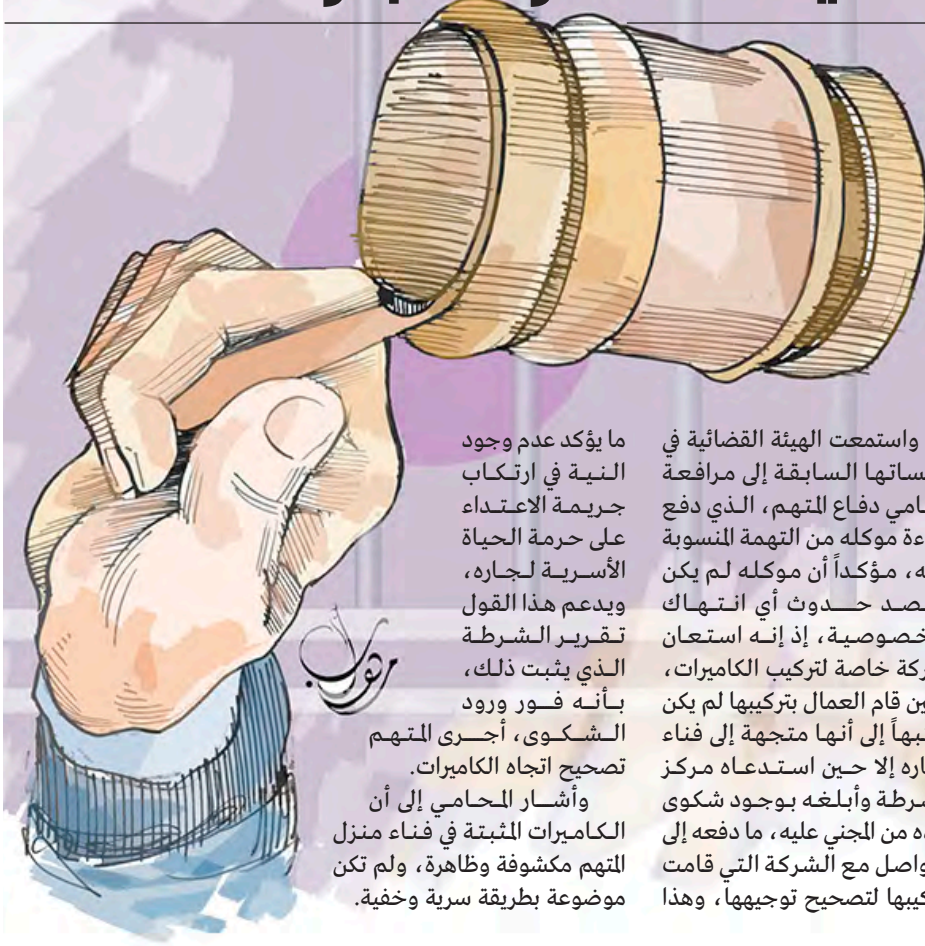 واستمعت الهيئة القضائية في
السابقة إلى مرافعة
دفاع المتهم، الذي دفع
موكله من التهمة المنسوبة
مؤكداً أن موكله لم يكن
حدوث أي انتهاك
إذ إنه استعان
خاصة لتركيب الكاميرات،
قام العمال بتركيبها لم يكن
إلى أنها متجهة إلى فناء
إلا حين استدعاه مركز
وأبلغه بوجود شكوى
من المجني عليه، ما دفعه إلى
مع الشركة التي قامت
لتصحيح توجيهها، وهذا
ما يؤكد عدم وجود
النية في ارتكاب
جريمة الاعتداء
على حرمة الحياة
الأسرية لجاره،
ويدعم هذا القول
تقرير الشرطة
الذي يثبت ذلك،
بأنه فور ورود
الشكوى، أجرى المتهم
تصحيح اتجاه الكاميرات.
وأشار المحامي إلى أن
الكاميرات المثبتة في فناء منزل
المتهم مكشوفة وظاهرة، ولم تكن
موضوعة بطريقة سرية وخفية.